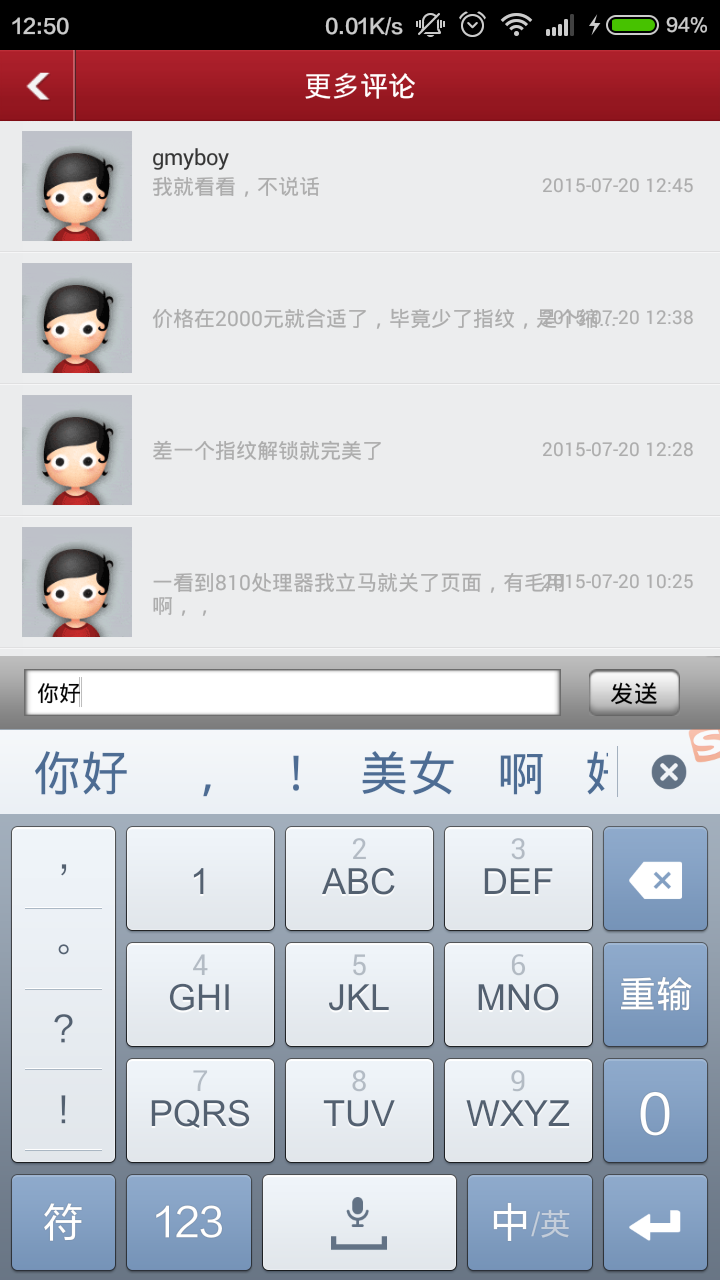 12:50 0.01K/s 94%
更多评论
gmyboy
我就看看，不说话 2015-07-20 12:45
价格在2000元就合适了，毕竟少了指纹，是个缩... 2015-07-20 12:38
差一个指纹解锁就完美了 2015-07-20 12:28
一看到810处理器我立马就关了页面，有毛用 2015-07-20 10:25
啊，，
你好 发送
你好 ， ！ 美女 啊 好
， 1 2 ABC 3 DEF
。 4 GHI 5 JKL 6 MNO 重输
？ 7 PQRS 8 TUV 9 WXYZ 0
！
符 123 中/英